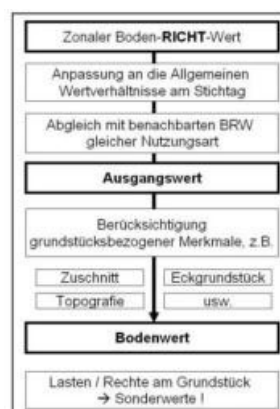 Zonaler Boden-RICHT-Wert
Anpassung an die Allgemeinen
Wertverhältnisse am Stichtag
Abgleich mit benachbarten BRW
gleicher Nutzungsart
Ausgangswert
Berücksichtigung
grundstücksbezogener Merkmale, z.B.
Zuschnitt
Eckgrundstück
Topografie
usw.
Bodenwert
Lasten / Rechte am Grundstück
→ Sonderwerte !